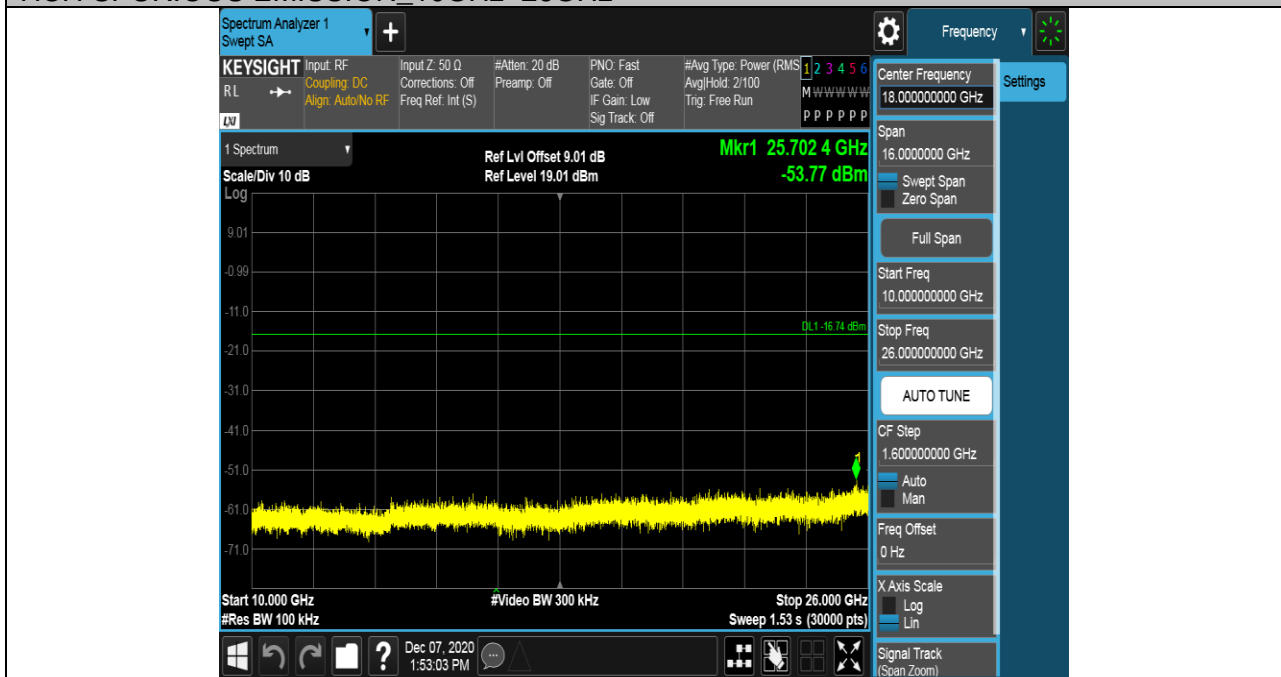 Spectrum Analyzer 1
Swept SA
+
Frequency
KEYSIGHT
RL
LXI
Input: RF
Coupling: DC
Align: Auto/No RF
Input Z: 50 Ω
Corrections: Off
Freq Ref: Int (S)
#Atten: 20 dB
Preamp: Off
PNO: Fast
Gate: Off
IF Gain: Low
Sig Track: Off
#Avg Type: Power (RMS
Avg|Hold: 2/100
Trig: Free Run
1 2 3 4 5 6
M W W W W W
P P P P P P
Center Frequency
18.000000000 GHz
Settings
Span
16.0000000 GHz
Swept Span
Zero Span
Full Span
Start Freq
10.000000000 GHz
Stop Freq
26.000000000 GHz
AUTO TUNE
CF Step
1.600000000 GHz
Auto
Man
Freq Offset
0 Hz
X Axis Scale
Log
Lin
Signal Track
(Span Zoom)
1 Spectrum
Scale/Div 10 dB
Log
Ref Lvl Offset 9.01 dB
Ref Level 19.01 dBm
Mkr1 25.702 4 GHz
-53.77 dBm
9.01
-0.99
-11.0
DL1 -16.74 dBm
-21.0
-31.0
-41.0
-51.0
1
-61.0
-71.0
Start 10.000 GHz
#Res BW 100 kHz
#Video BW 300 kHz
Stop 26.000 GHz
Sweep 1.53 s (30000 pts)
?
Dec 07, 2020
1:53:03 PM